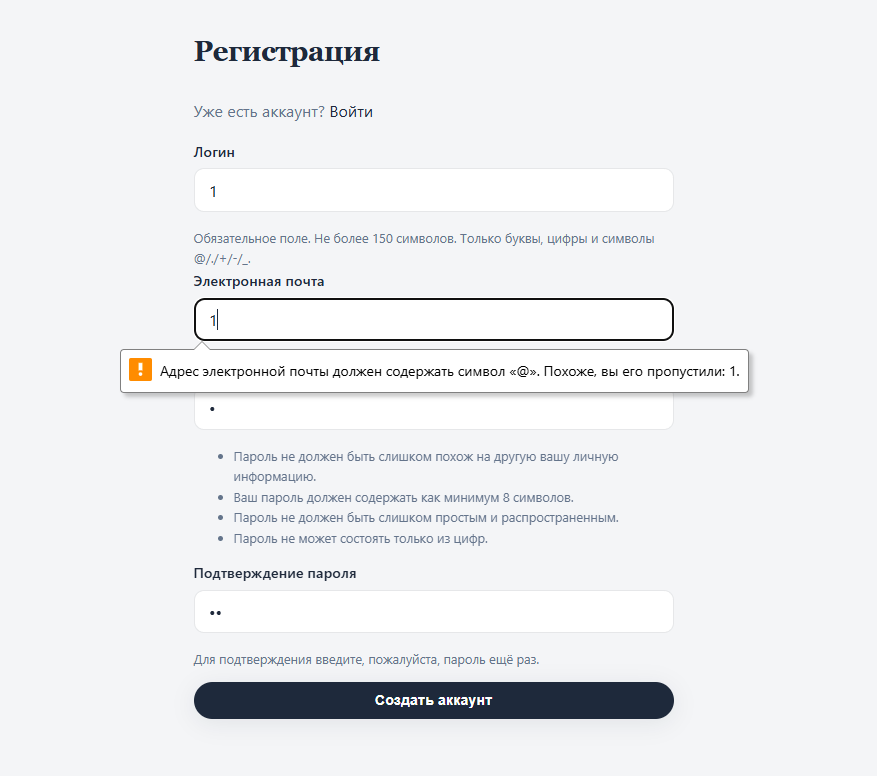 Регистрация
Уже есть аккаунт? Войти
Логин
1
Обязательное поле. Не более 150 символов. Только буквы, цифры и символы
@/./+/-/_.
Электронная почта
1
Адрес электронной почты должен содержать символ «@». Похоже, вы его пропустили: 1.
•
• Пароль не должен быть слишком похож на другую вашу личную
информацию.
• Ваш пароль должен содержать как минимум 8 символов.
• Пароль не должен быть слишком простым и распространенным.
• Пароль не может состоять только из цифр.
Подтверждение пароля
••
Для подтверждения введите, пожалуйста, пароль ещё раз.
Создать аккаунт